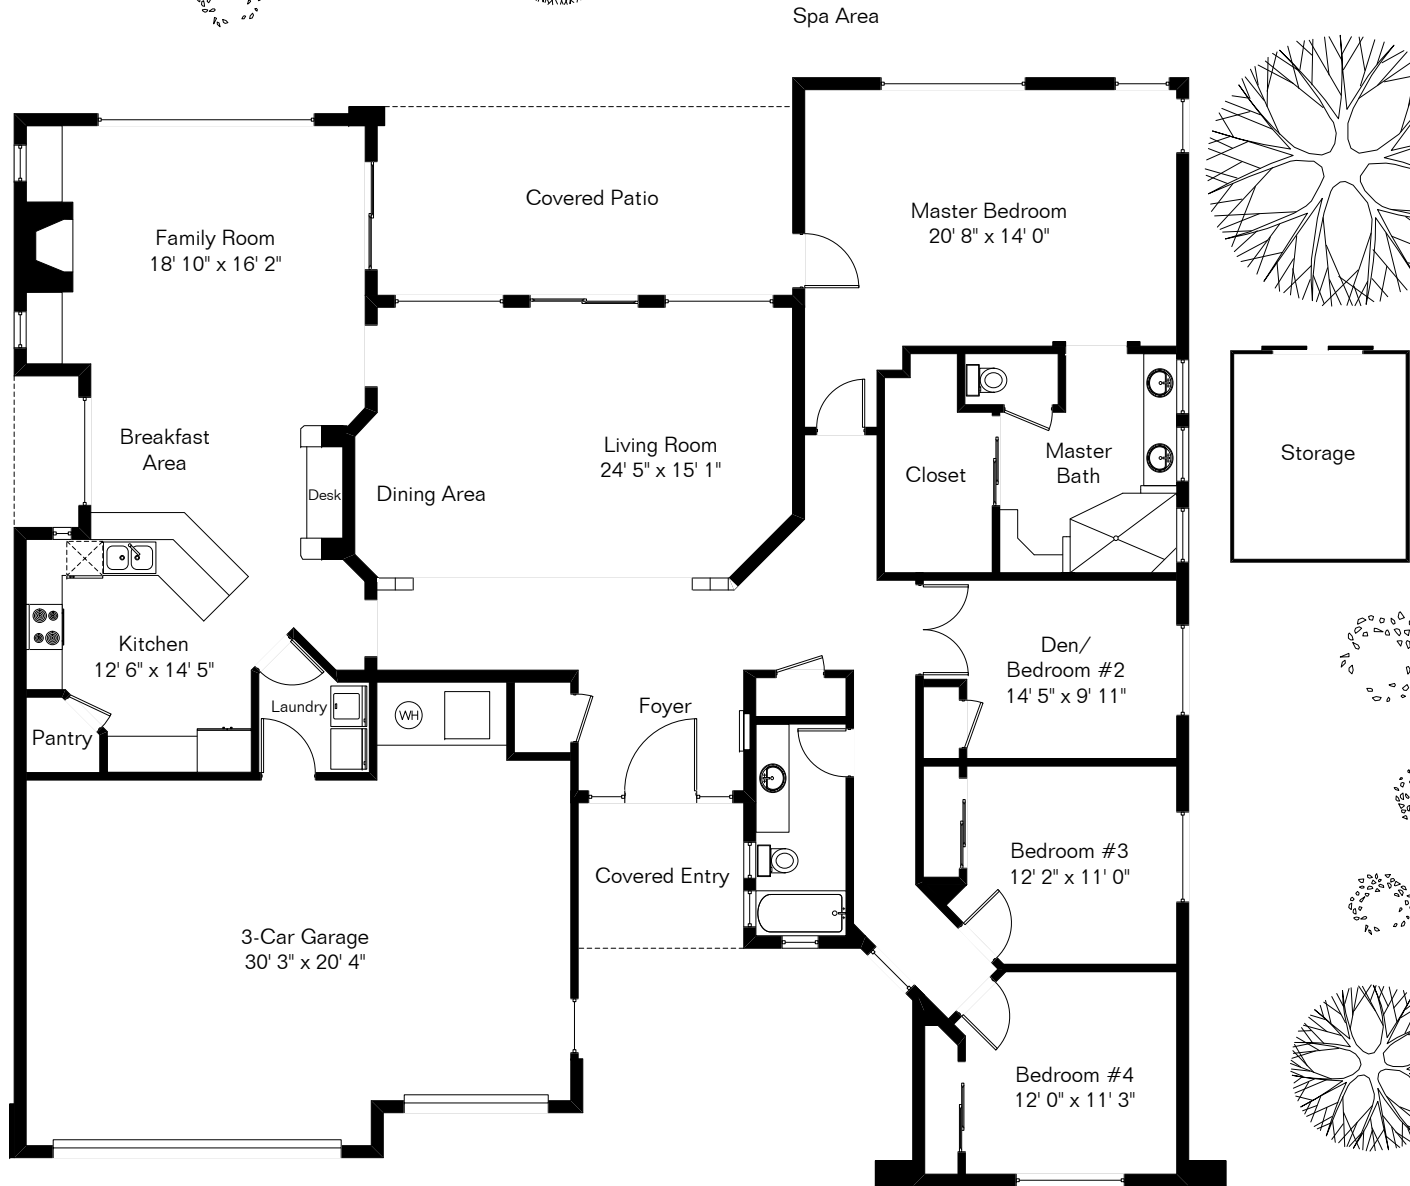 Spa Area
Covered Patio
Master Bedroom
20' 8" x 14' 0"
Family Room
18' 10" x 16' 2"
Breakfast
Area
Living Room
24' 5" x 15' 1"
Desk
Dining Area
Closet
Master
Bath
Storage
Kitchen
12' 6" x 14' 5"
Den/
Bedroom #2
14' 5" x 9' 11"
Laundry
WH
Foyer
Pantry
Bedroom #3
12' 2" x 11' 0"
Covered Entry
3-Car Garage
30' 3" x 20' 4"
Bedroom #4
12' 0" x 11' 3"